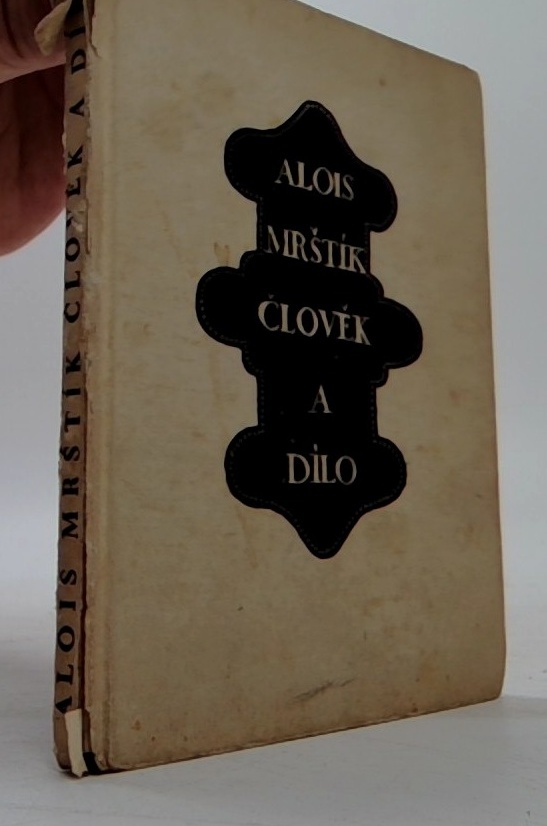 ALOIS
MRŠTÍK
ČLOVĚK
A
DÍLO
ALOIS MRŠTÍK ČLOVĚK A DÍ